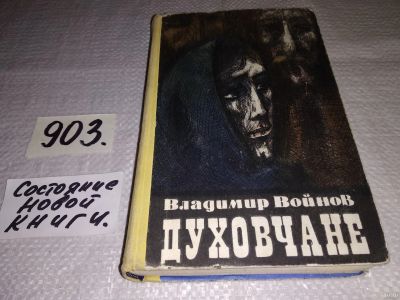 903.
Состояние
новой
книги.
Владимир Войнов
ДУХОВЧАНЕ